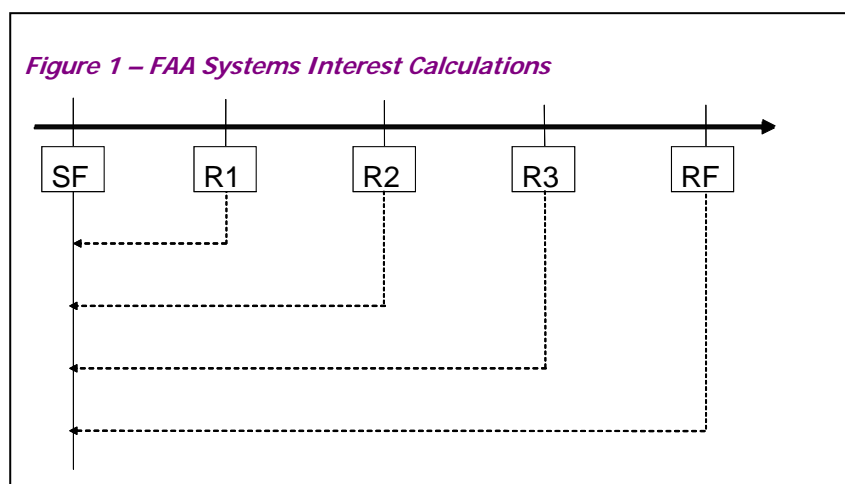 Figure 1 – FAA Systems Interest Calculations
SF R1 R2 R3 RF